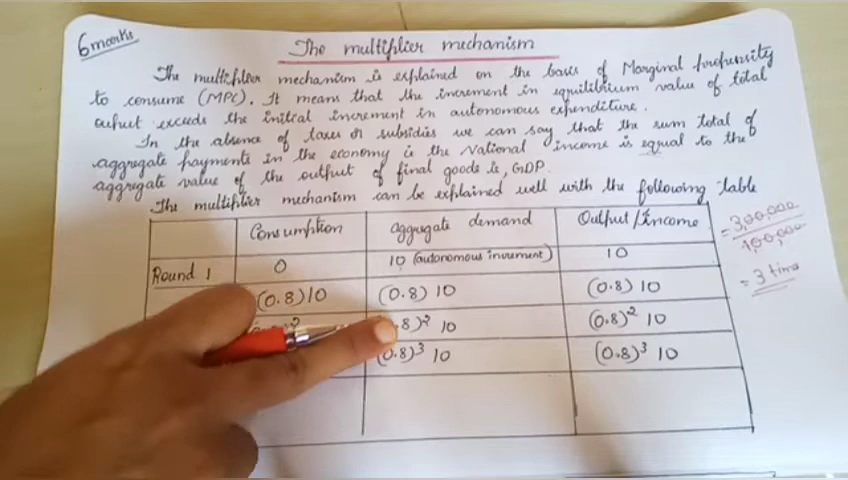 6 marks
The multiplier mechanism
The multiplier mechanism is explained on the basis of Marginal propensity
to consume (MPC). It means that the increment in equilibrium value of total
output exceeds the initial increment in autonomous expenditure.
In the absence of taxes or subsidies we can say that the sum total of
aggregate payments in the economy ie the National income is equal to the
aggregate value of the output of final goods ie, GDP.
The multiplier mechanism can be explained well with the following table
Consumption Aggregate demand Output/Income
Round 1 0 10 (autonomous 10
(0.8)10 (0.8) 10 (0.8) 10
.8)² 10 (0.8)² 10
(0.8)³ 10 (0.8)³ 10
= 3,00,000
1,00,000
= 3 time